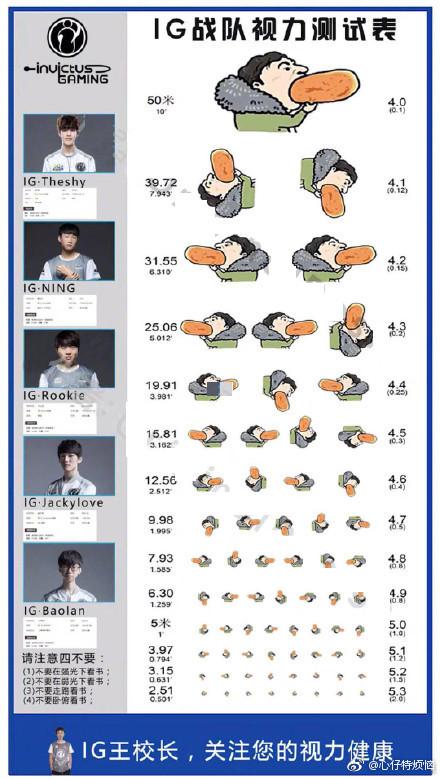 IG战队视力测试表
invictus
GAMING
IG·Theshy
IG·NING
IG·Rookie
IG·Jackylove
IG·Baolan
请注意四不要：
(1)不要在强光下看书；
(2)不要在弱光下看书；
(3)不要走跑看书；
(4)不要卧俯看书；
50米 4.0
10' (0.1)
39.72 4.1
7.943' (0.12)
31.55 4.2
6.310' (0.15)
25.06 4.3
5.012' (0.2)
19.91 4.4
3.981' (0.25)
15.81 4.5
3.162' (0.3)
12.56 4.6
2.512' (0.4)
9.98 4.7
1.995' (0.5)
7.93 4.8
1.585' (0.6)
6.30 4.9
1.259' (0.8)
5米 5.0
1' (1.0)
3.97 5.1
0.794' (1.2)
3.15 5.2
0.631' (1.3)
2.51 5.3
0.501' (2.0)
IG王校长，关注您的视力健康
@心仔特烦恼